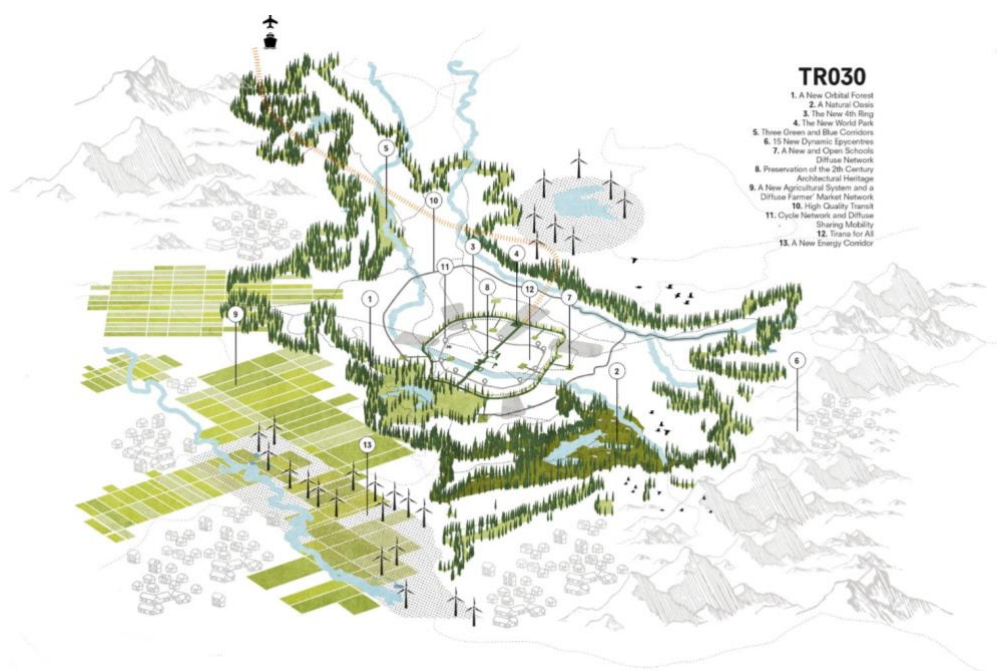 TR030
1. A New Orbital Forest
2. A Natural Oasis
3. The New 4th Ring
4. The New World Park
5. Three Green and Blue Corridors
6. 15 New Dynamic Epycentres
7. A New and Open Schools
Diffuse Network
8. Preservation of the 2th Century
Architectural Heritage
9. A New Agricultural System and a
Diffuse Farmer' Market Network
10. High Quality Transit
11. Cycle Network and Diffuse
Sharing Mobility
12. Tirana for All
13. A New Energy Corridor
5
10
3
4
11
8
12
1
7
9
2
6
13